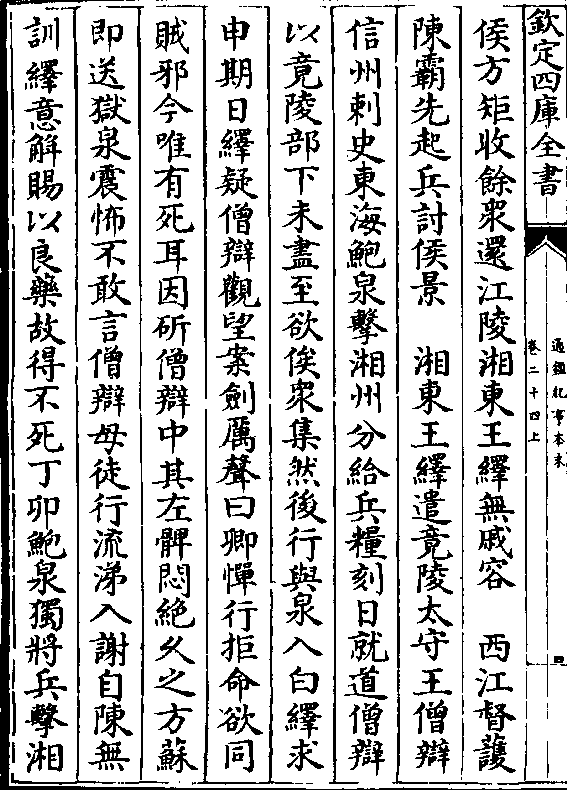 欽定四庫全書
通鑑紀事本末
卷二十四上
四
侯方矩收餘衆還江陵湘東王繹無戚容　西江督護
陳霸先起兵討侯景　湘東王繹遣竟陵太守王僧辯
信州刺史東海鮑泉擊湘州分給兵糧刻日就道僧辯
以竟陵部下未盡至欲俟衆集然後行與泉入白繹求
申期日繹疑僧辯觀望案劍厲聲曰卿憚行拒命欲同
賊邪今唯有死耳因斫僧辯中其左髀悶絶久之方蘇
即送獄泉震怖不敢言僧辯母徒行流涕入謝自陳無
訓繹意解賜以良藥故得不死丁卯鮑泉獨將兵擊湘